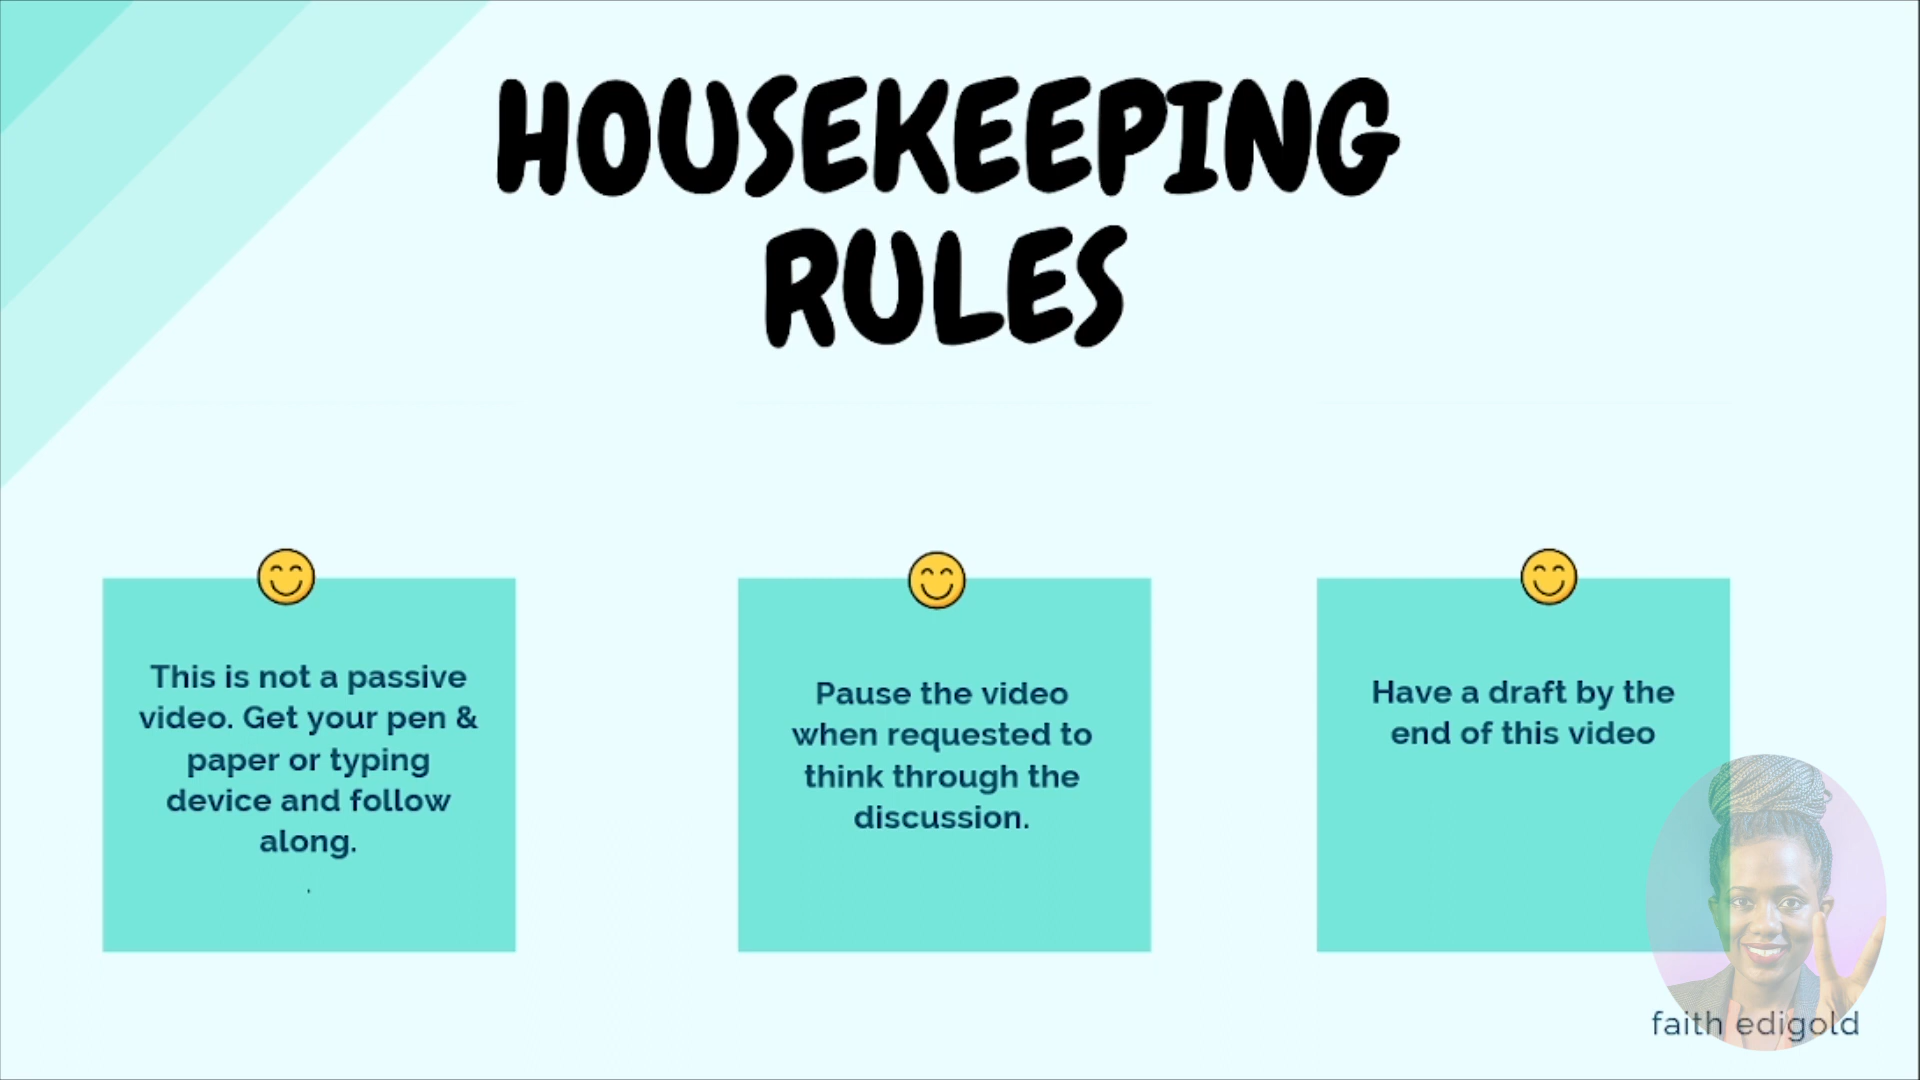 HOUSEKEEPING
RULES
This is not a passive
video. Get your pen &
paper or typing
device and follow
along.
.
Pause the video
when requested to
think through the
discussion.
Have a draft by the
end of this video
faith edigold